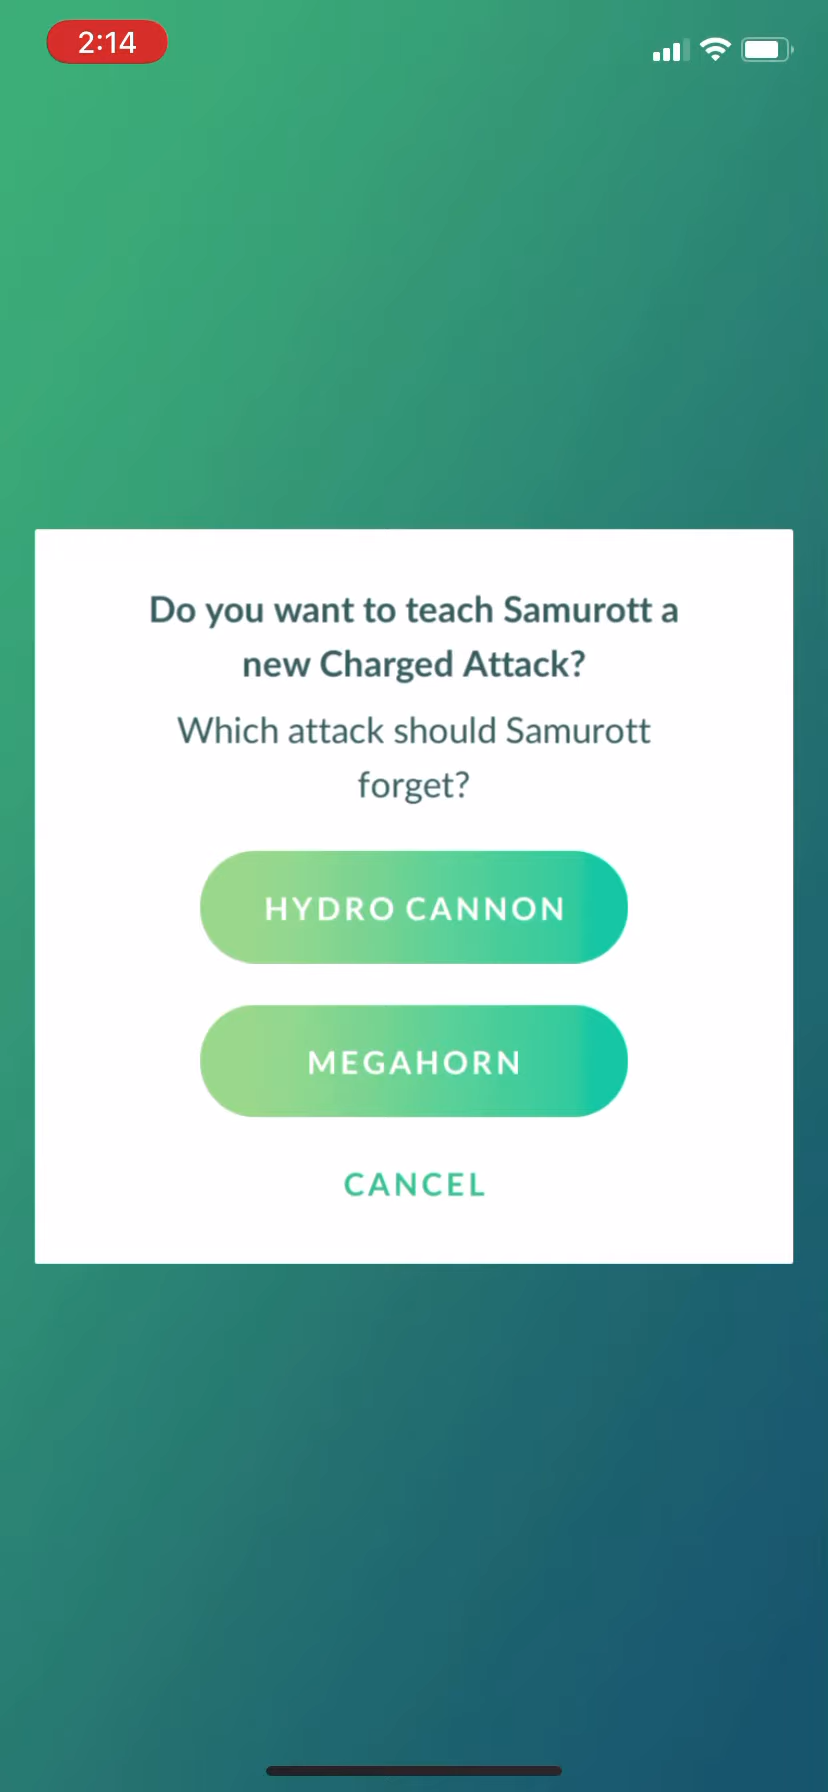 2:14
Do you want to teach Samurott a
new Charged Attack?
Which attack should Samurott
forget?
HYDRO CANNON
MEGAHORN
CANCEL